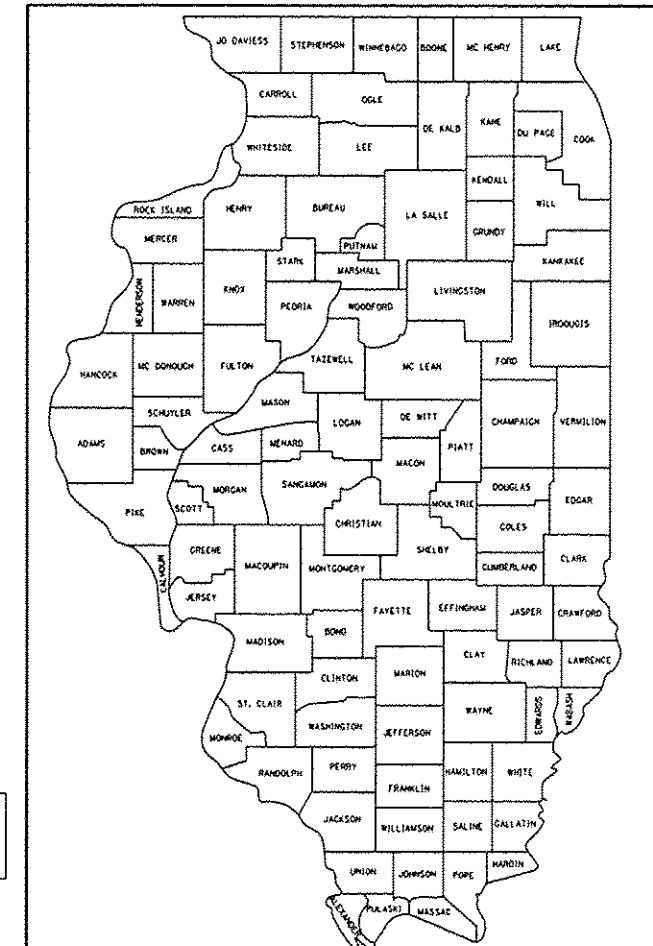 JO DAVIESS
STEPHENSON
WINNEBAGO
BOONE
MC HENRY
LAKE
CARROLL
OGLE
DE KALB
KANE
DU PAGE
COOK
WHITESIDE
LEE
KENDALL
WILL
ROCK ISLAND
HENRY
BUREAU
LA SALLE
GRUNDY
MERCER
PUTNAM
STARK
MARSHALL
KANKAKEE
HENDERSON
WARREN
KNOX
PEORIA
WOODFORD
LIVINGSTON
IROQUOIS
HANCOCK
MC DONOUGH
FULTON
TAZEWELL
MC LEAN
FORD
MASON
SCHUYLER
LOGAN
DE WITT
CHAMPAIGN
VERMILION
ADAMS
BROWN
CASS
MENARD
PIATT
MACON
PIKE
SCOTT
MORGAN
SANGAMON
MOULTRIE
DOUGLAS
EDGAR
CHRISTIAN
COLES
CALHOUN
GREENE
MACOUPIN
MONTGOMERY
SHELBY
CUMBERLAND
CLARK
JERSEY
FAYETTE
EFFINGHAM
JASPER
CRAWFORD
MADISON
BOND
CLAY
RICHLAND
LAWRENCE
CLINTON
MARION
ST. CLAIR
WAYNE
EDWARDS
WABASH
MONROE
WASHINGTON
JEFFERSON
RANDOLPH
PERRY
HAMILTON
WHITE
FRANKLIN
JACKSON
WILLIAMSON
SALINE
GALLATIN
UNION
JOHNSON
POPE
HARDIN
ALEXANDER
PULASKI
MASSAC